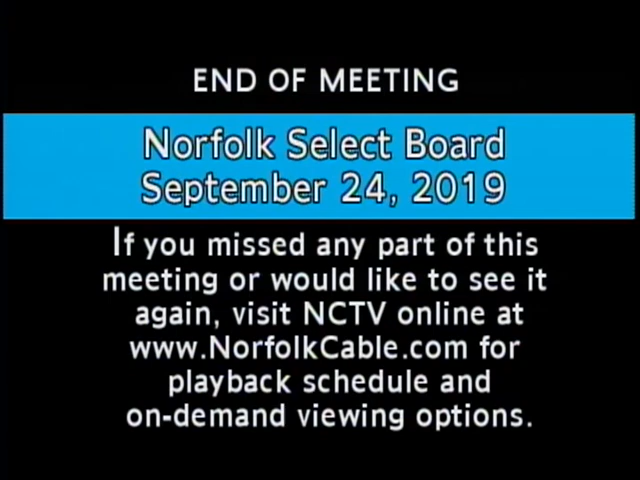 END OF MEETING
Norfolk Select Board
September 24, 2019
If you missed any part of this
meeting or would like to see it
again, visit NCTV online at
www.NorfolkCable.com for
playback schedule and
on-demand viewing options.